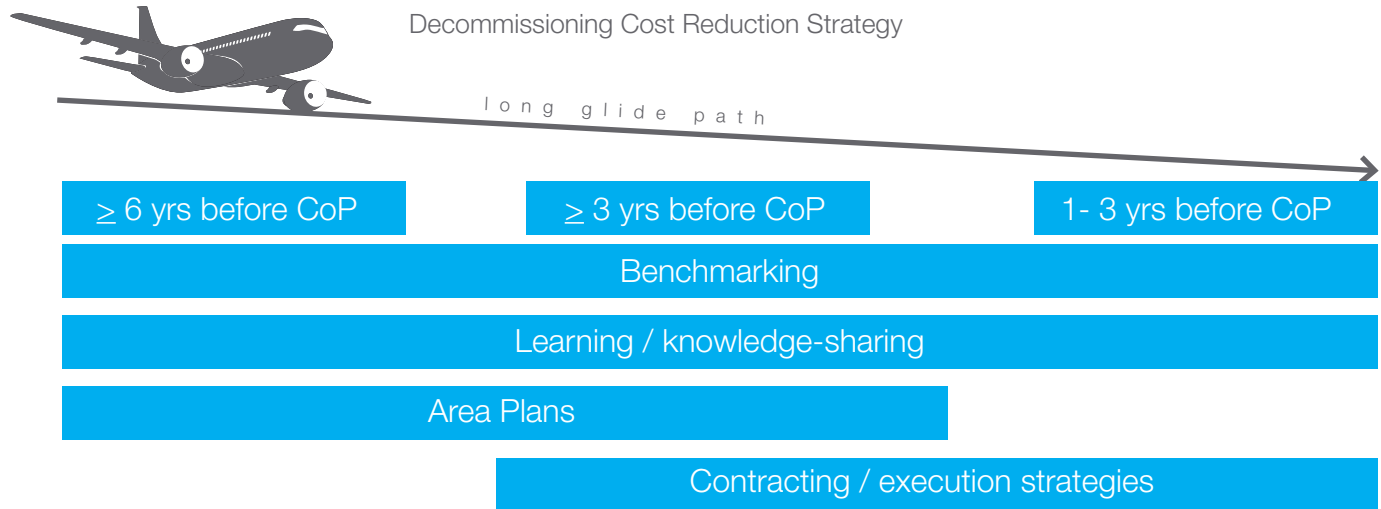 Decommissioning Cost Reduction Strategy
long glide path
≥ 6 yrs before CoP
≥ 3 yrs before CoP
1- 3 yrs before CoP
Benchmarking
Learning / knowledge-sharing
Area Plans
Contracting / execution strategies